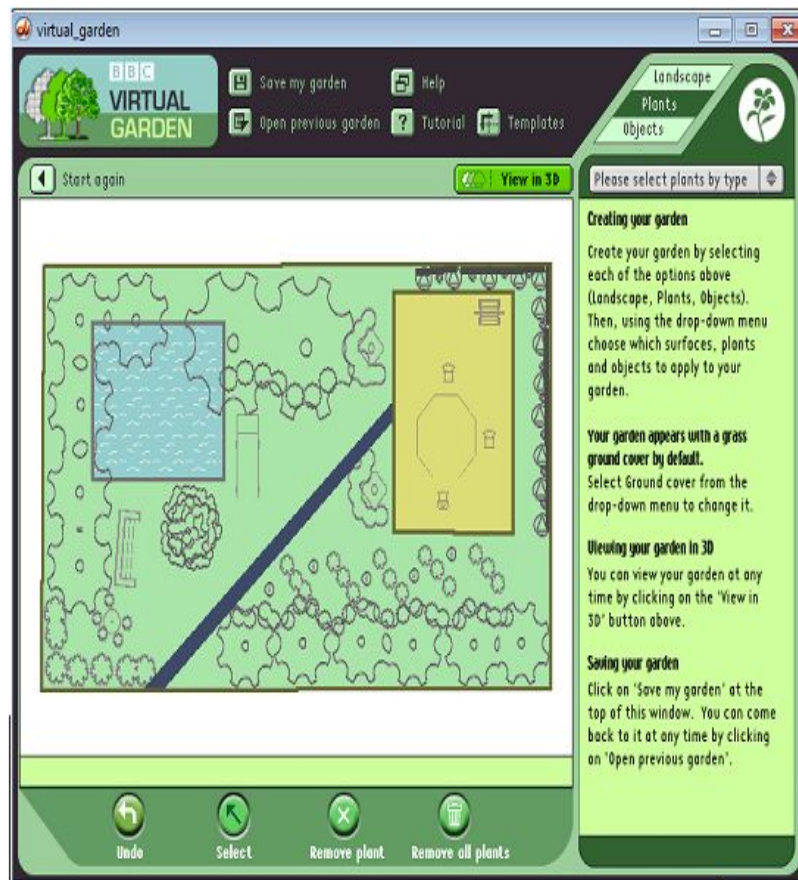 virtual_garden
BBC
VIRTUAL
GARDEN
Save my garden
Help
Open previous garden
? Tutorial
Templates
Landscape
Plants
Objects
Start again
View in 3D
Please select plants by type
Creating your garden
Create your garden by selecting
each of the options above
(Landscape, Plants, Objects).
Then, using the drop-down menu
choose which surfaces, plants
and objects to apply to your
garden.
Your garden appears with a grass
ground cover by default.
Select Ground cover from the
drop-down menu to change it.
Viewing your garden in 3D
You can view your garden at any
time by clicking on the 'View in
3D' button above.
Saving your garden
Click on 'Save my garden' at the
top of this window. You can come
back to it at any time by clicking
on 'Open previous garden'.
Undo
Select
Remove plant
Remove all plants